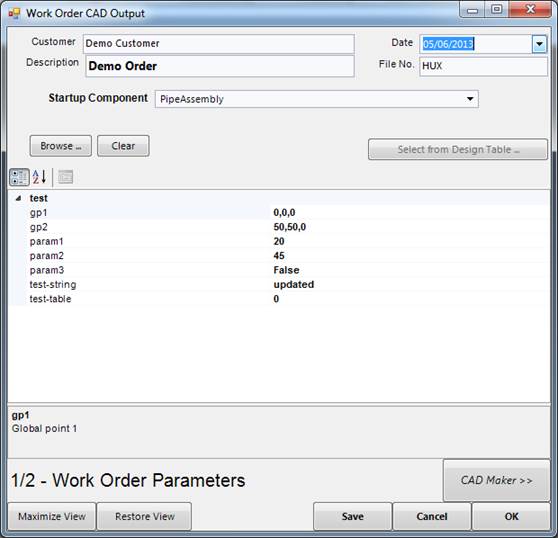 Work Order CAD Output
Customer Demo Customer Date 05/06/2013
Description Demo Order File No. HUX
Startup Component PipeAssembly
Browse ... Clear Select from Design Table ...
test
gp1 0,0,0
gp2 50,50,0
param1 20
param2 45
param3 False
test-string updated
test-table 0
gp1
Global point 1
1/2 - Work Order Parameters CAD Maker >>
Maximize View Restore View Save Cancel OK